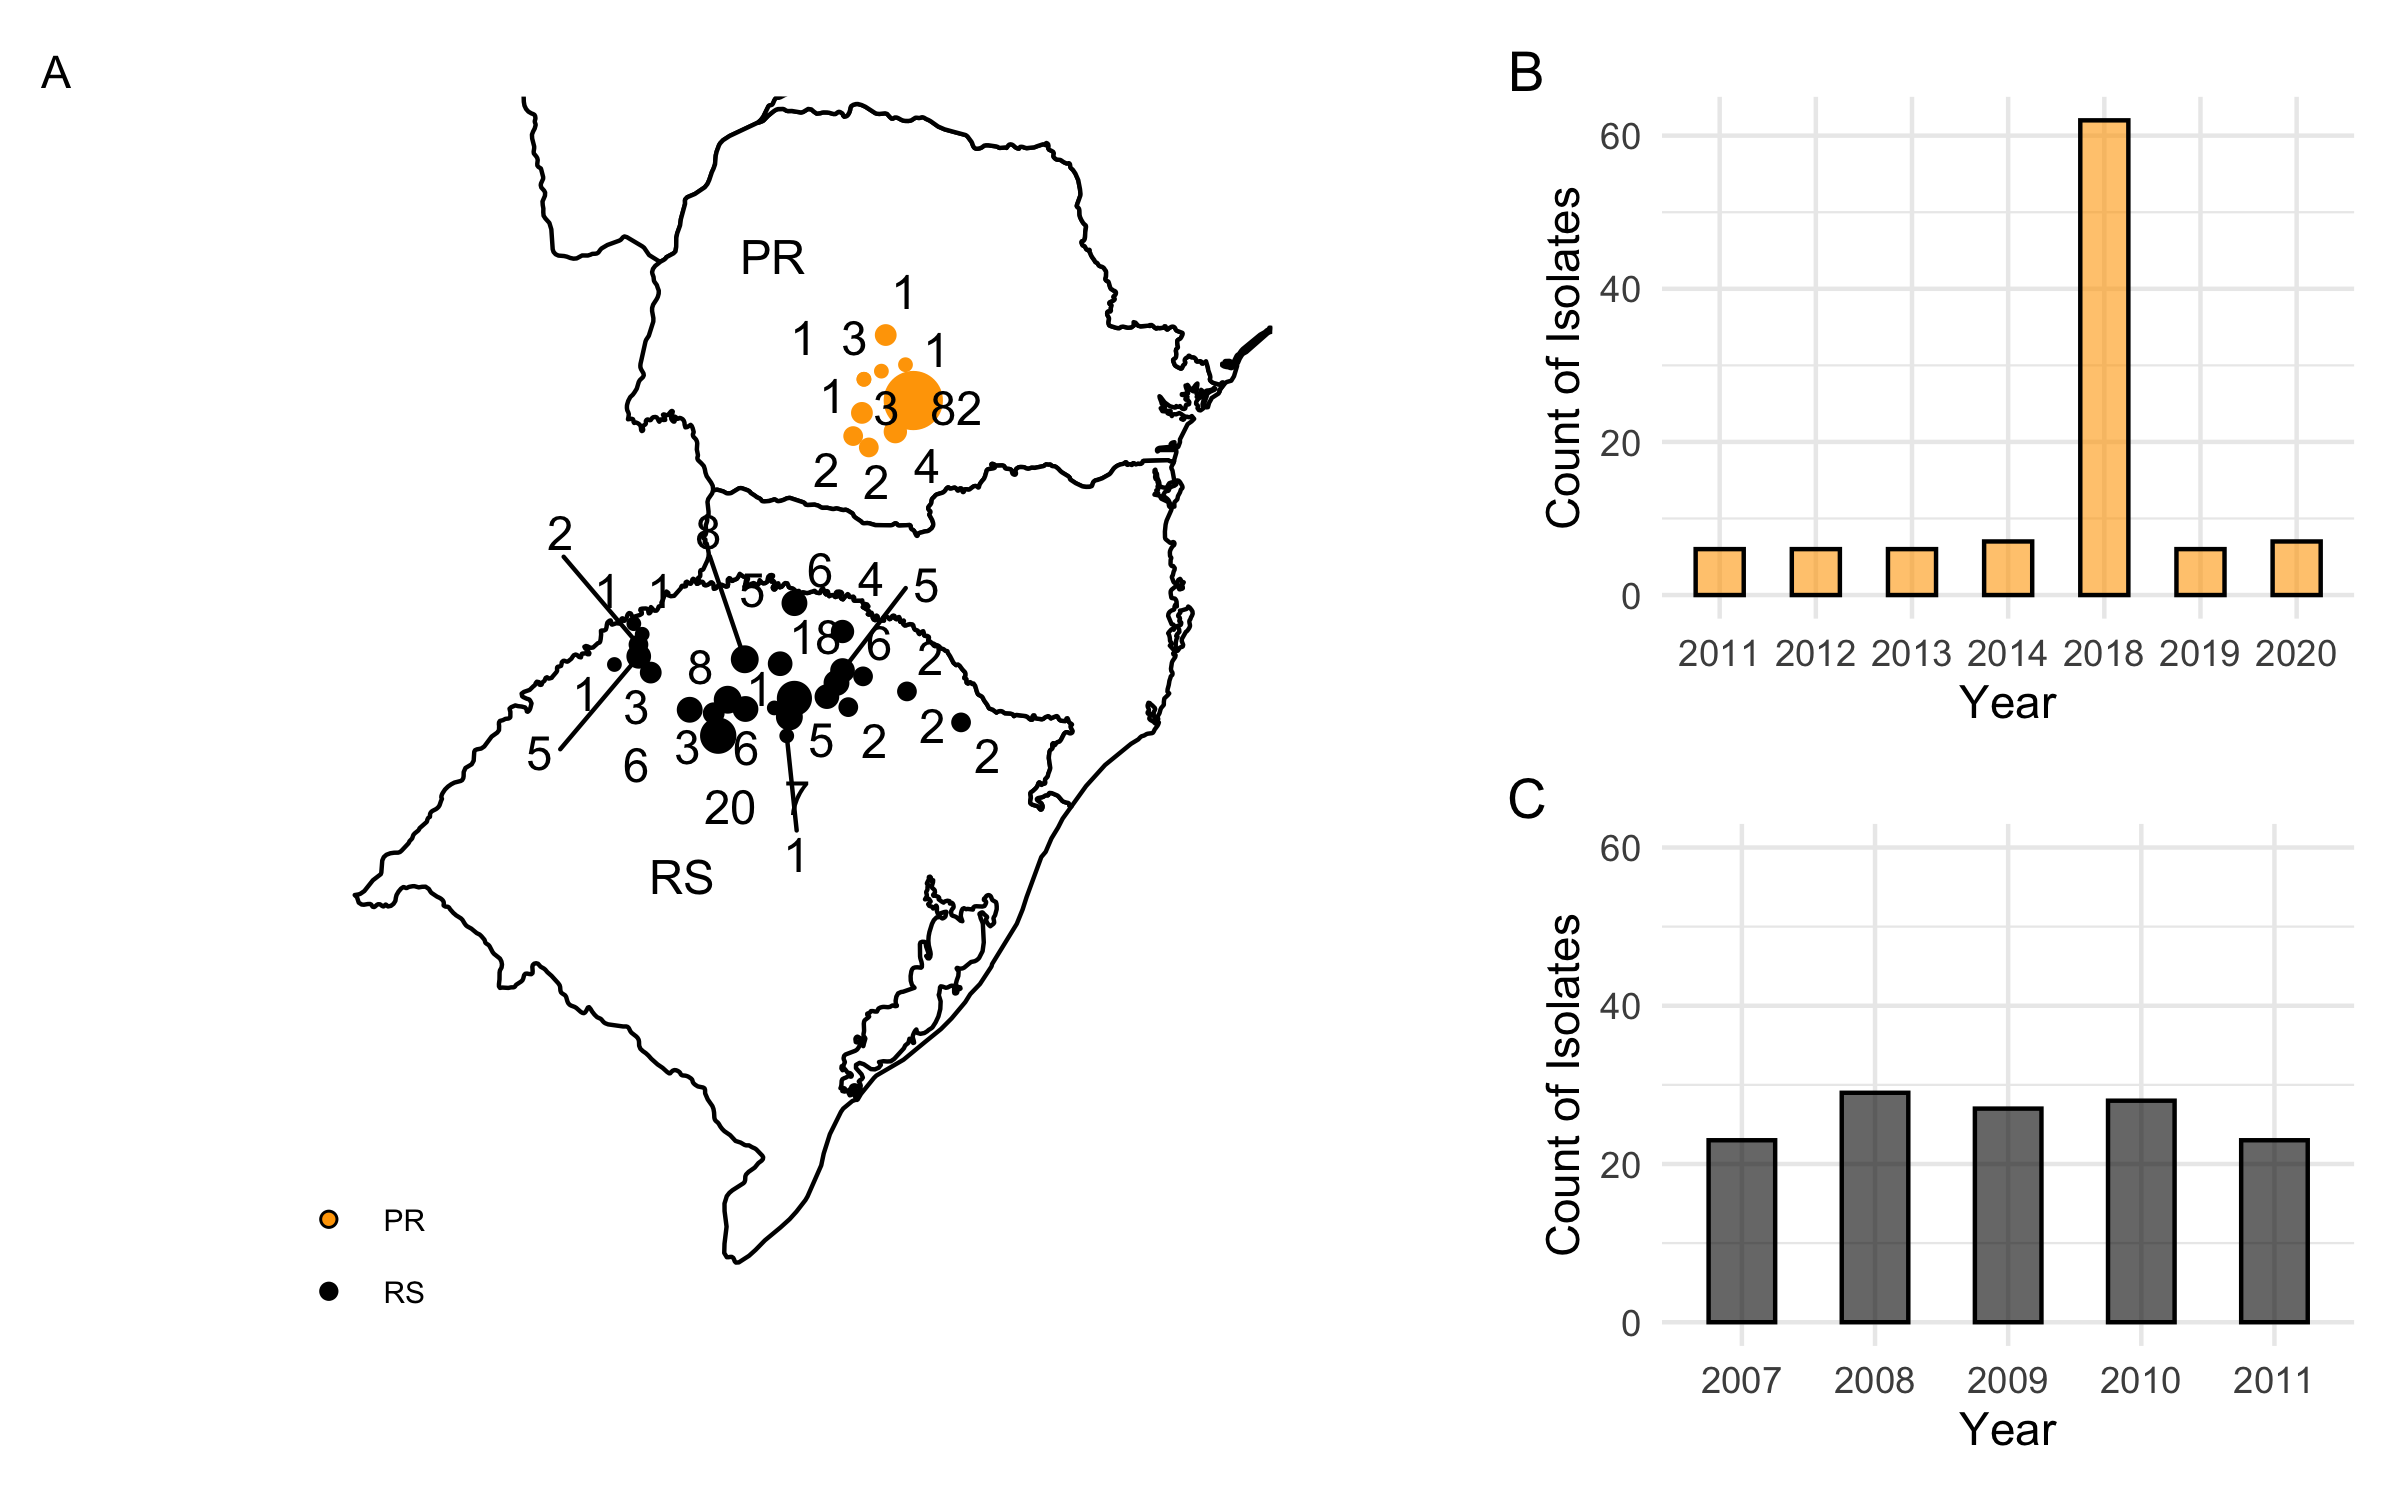 A
PR
1
1 3 1
1 3 82
2 2 4
8
2
1 1 5 6 4 5
18 6 2
8
1 3 1
5 6 3 6 5 2 2 2
20 7
1
RS
PR
RS
B
Count of Isolates
60
40
20
0
2011 2012 2013 2014 2018 2019 2020
Year
C
Count of Isolates
60
40
20
0
2007 2008 2009 2010 2011
Year